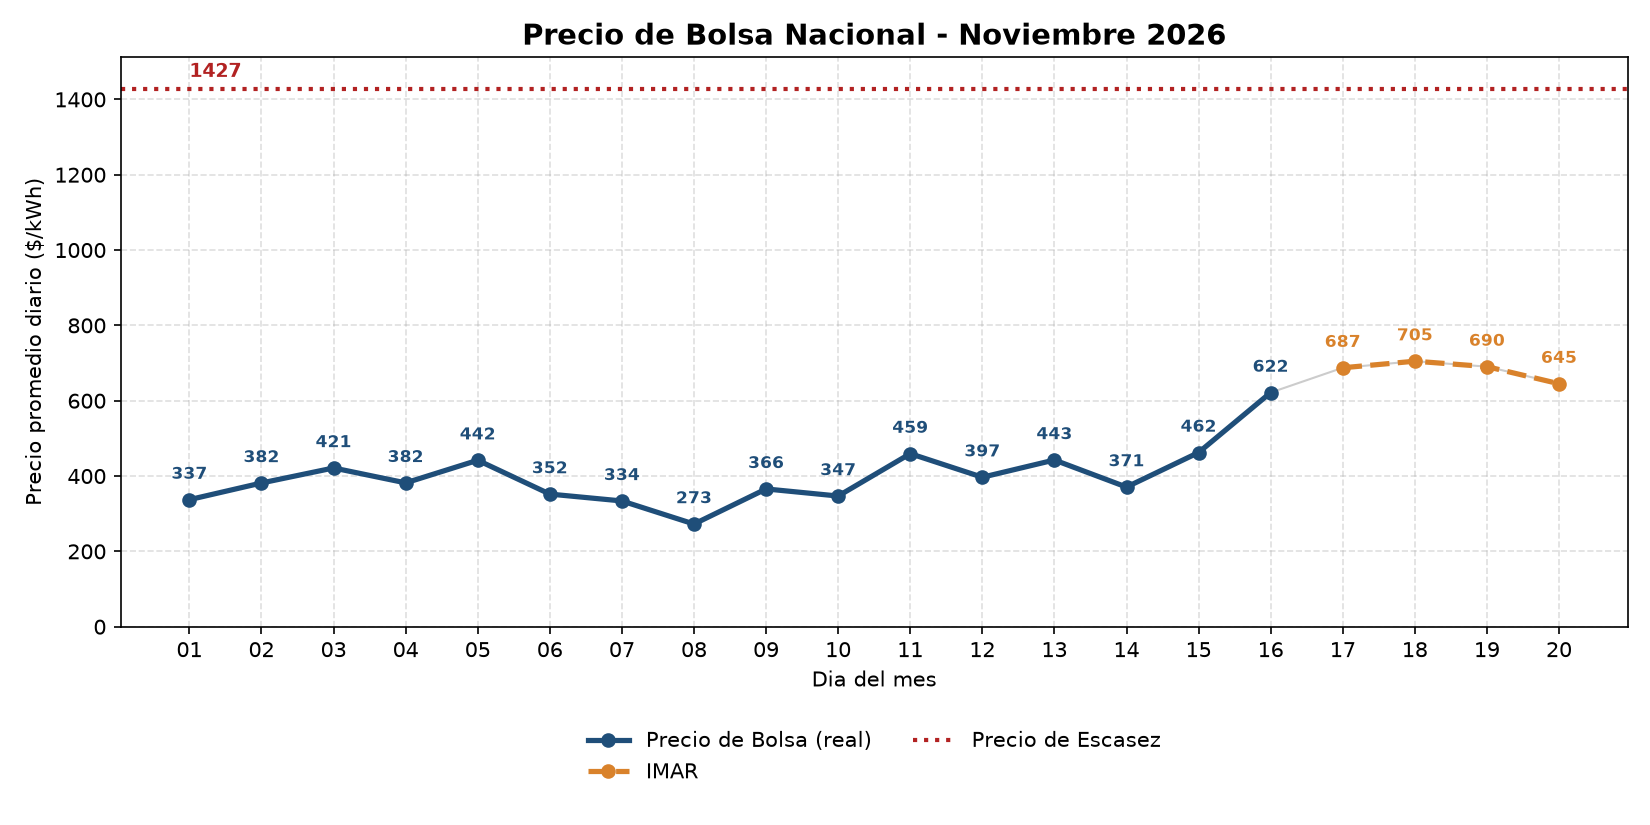 Precio de Bolsa Nacional - Noviembre 2026
1427
Precio promedio diario ($/kWh)
1400
1200
1000
800
600
400
200
0
337 382 421 382 442 352 334 273 366 347 459 397 443 371 462 622 687 705 690 645
01 02 03 04 05 06 07 08 09 10 11 12 13 14 15 16 17 18 19 20
Dia del mes
Precio de Bolsa (real) Precio de Escasez
IMAR